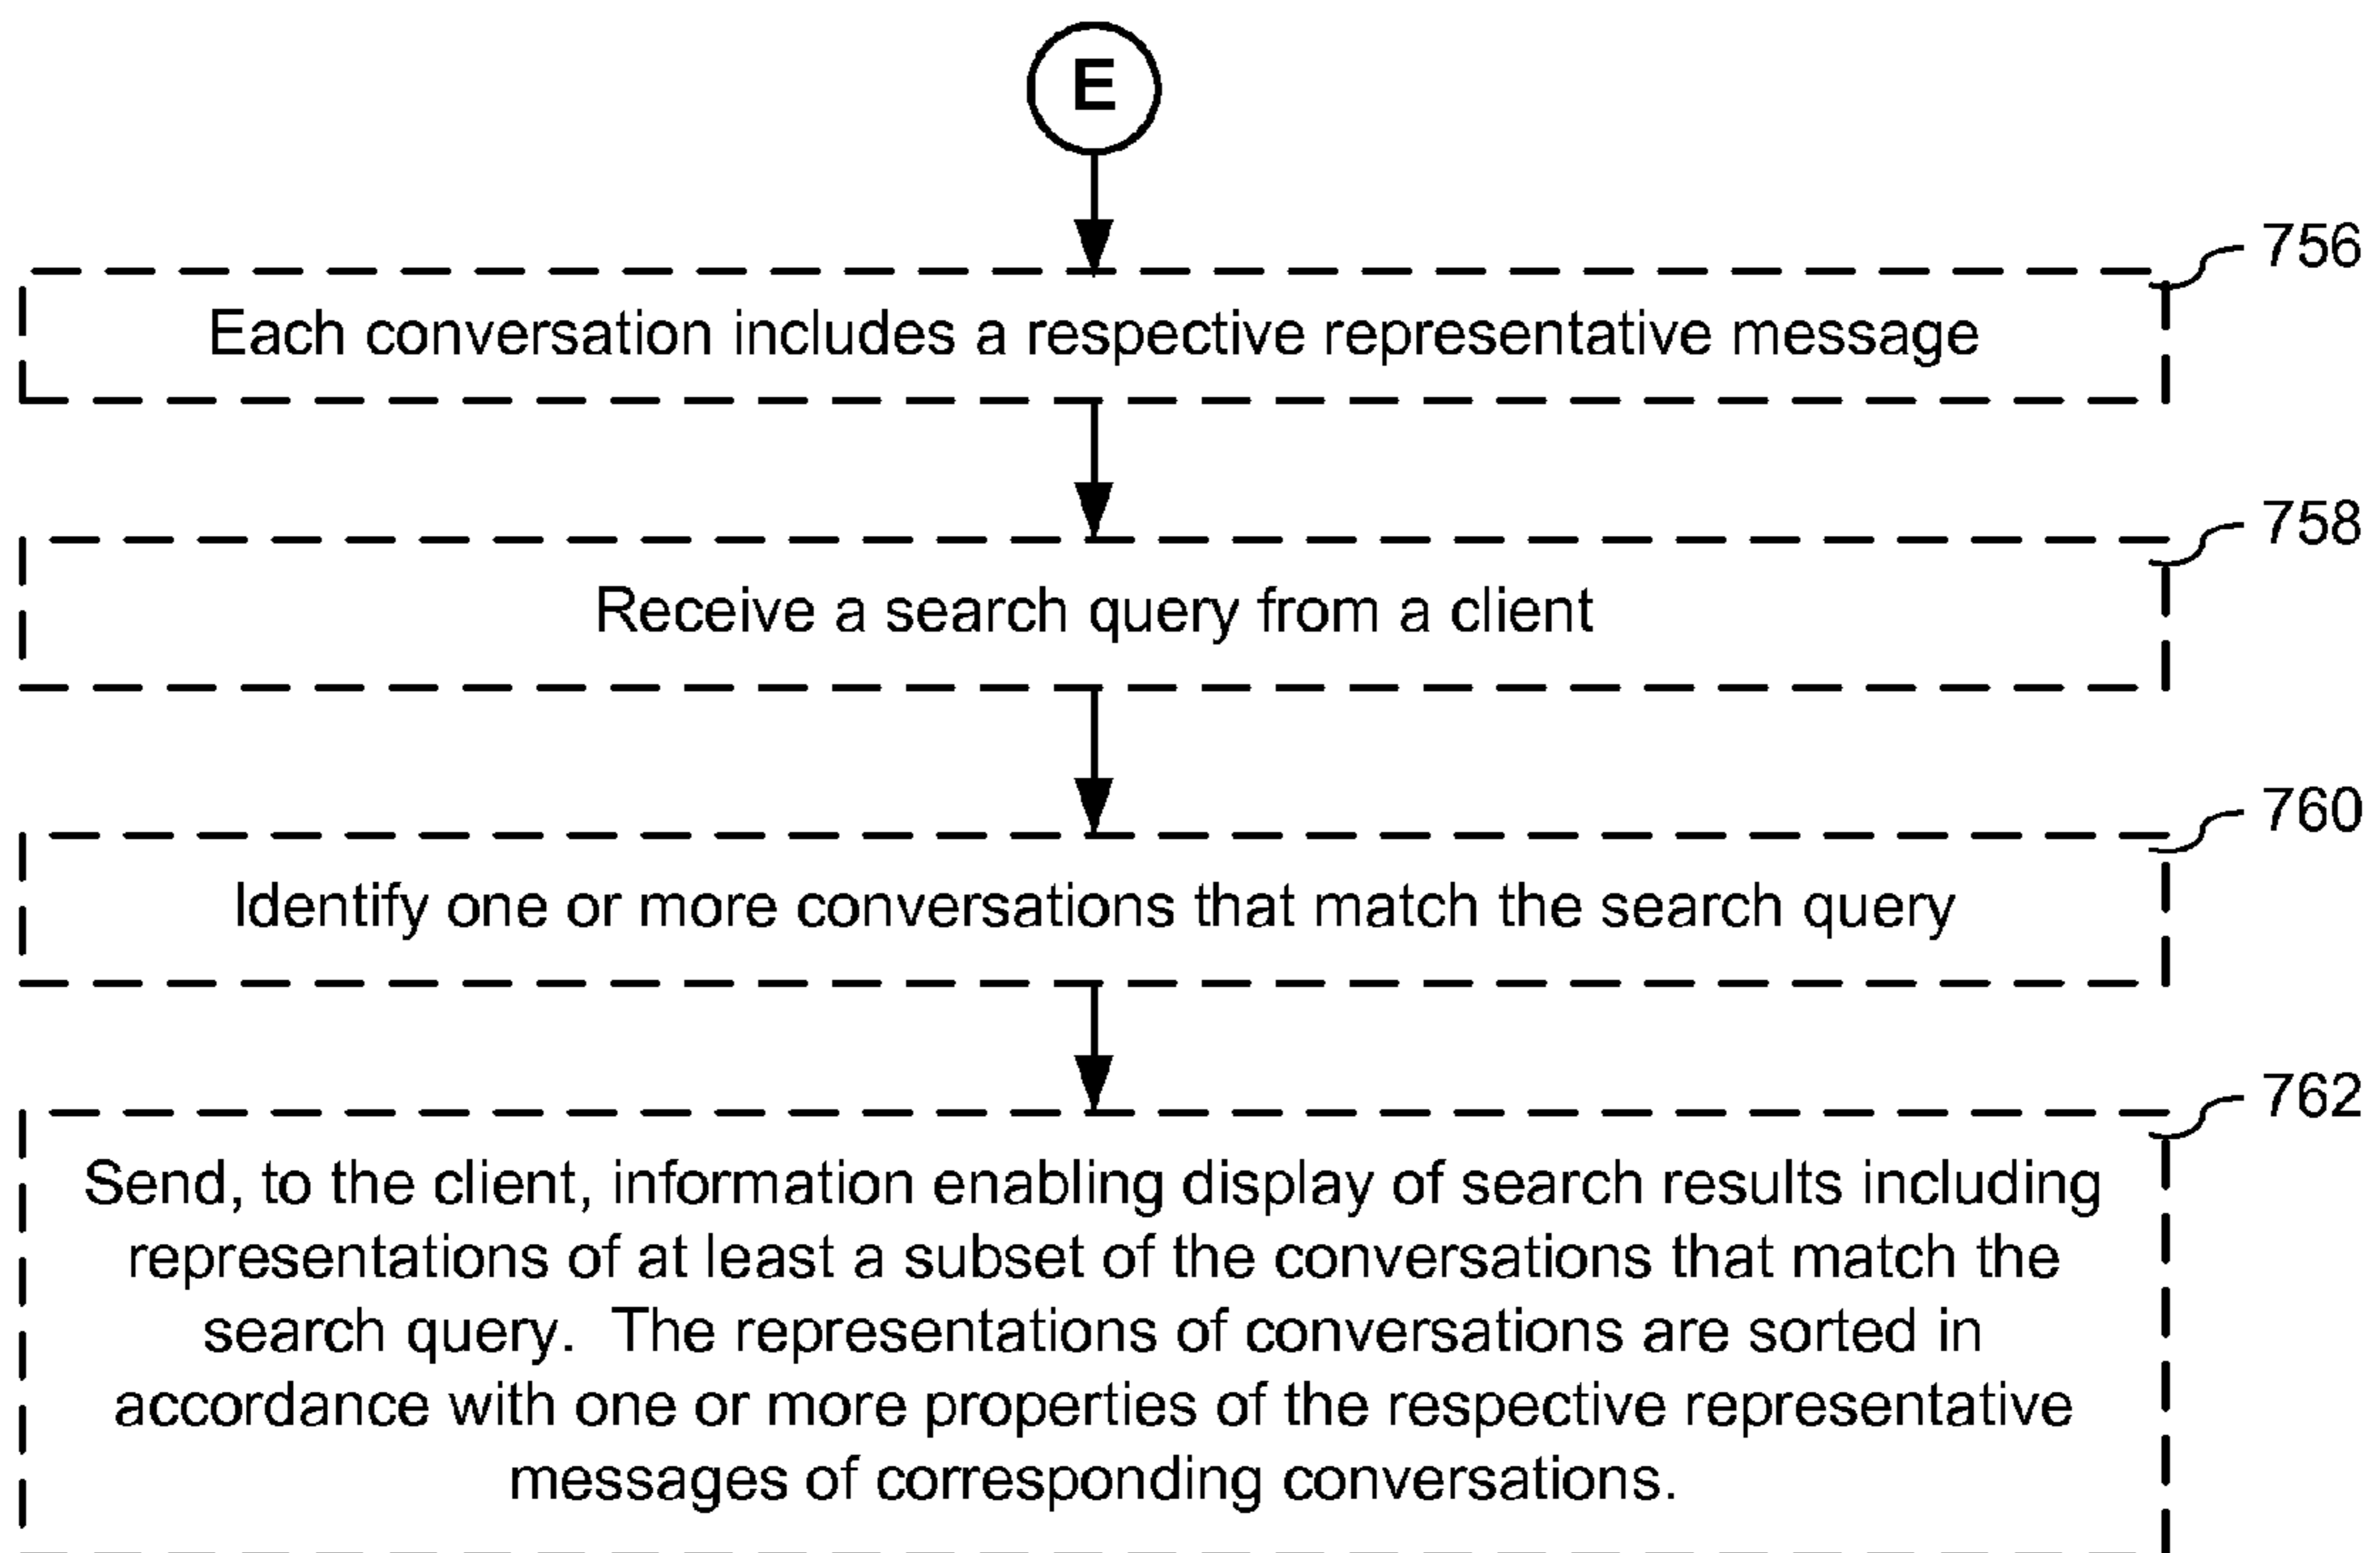 E
756
Each conversation includes a respective representative message
758
Receive a search query from a client
760
Identify one or more conversations that match the search query
762
Send, to the client, information enabling display of search results including
representations of at least a subset of the conversations that match the
search query.  The representations of conversations are sorted in
accordance with one or more properties of the respective representative
messages of corresponding conversations.